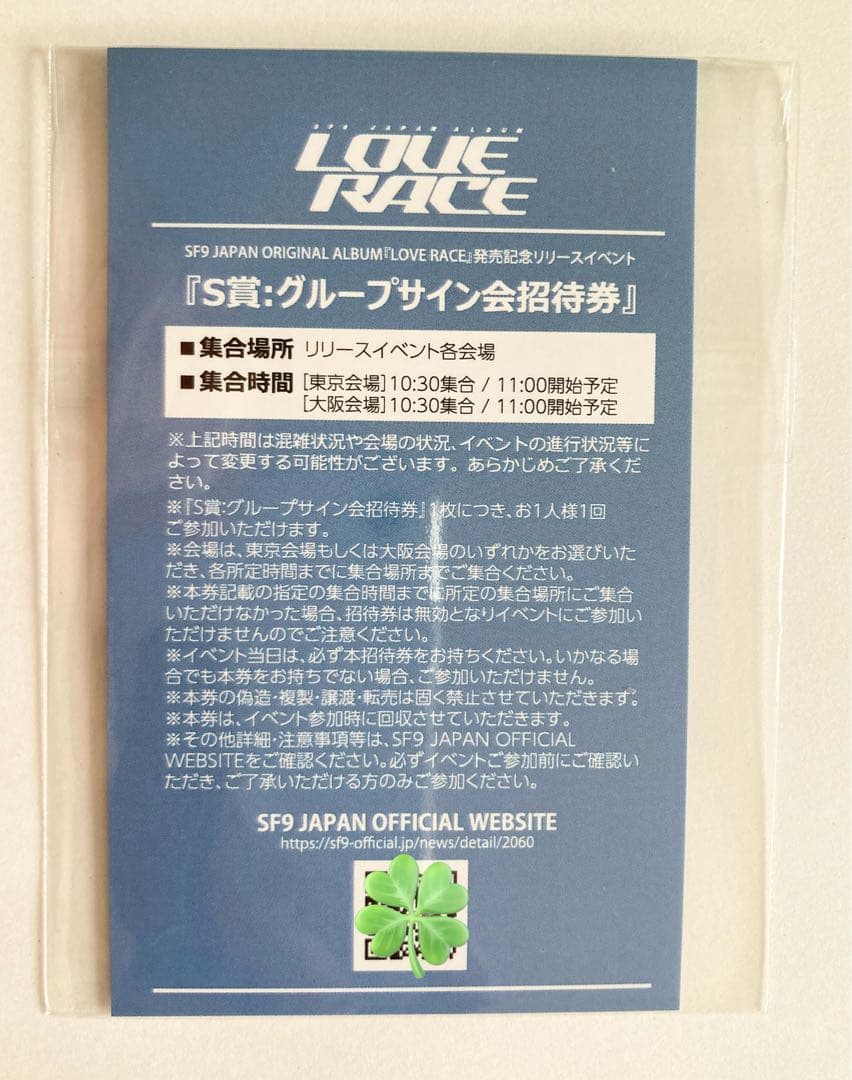 SF9 JAPAN ALBUM
LOVE
RACE
SF9 JAPAN ORIGINAL ALBUM『LOVE RACE』発売記念リリースイベント
『S賞:グループサイン会招待券』
■集合場所 リリースイベント各会場
■集合時間 [東京会場]10:30集合 / 11:00開始予定
[大阪会場]10:30集合 / 11:00開始予定
※上記時間は混雑状況や会場の状況、イベントの進行状況等に
よって変更する可能性がございます。あらかじめご了承くだ
さい。
※『S賞:グループサイン会招待券』1枚につき、お1人様1回
ご参加いただけます。
※会場は、東京会場もしくは大阪会場のいずれかをお選びいた
だき、各所定時間までに集合場所までご集合ください。
※本券記載の指定の集合時間までに所定の集合場所にご集合
いただけなかった場合、招待券は無効となりイベントにご参加い
ただけませんのでご注意ください。
※イベント当日は、必ず本招待券をお持ちください。いかなる場
合でも本券をお持ちでない場合、ご参加いただけません。
※本券の偽造・複製・譲渡・転売は固く禁止させていただきます。
※本券は、イベント参加時に回収させていただきます。
※その他詳細・注意事項等は、SF9 JAPAN OFFICIAL
WEBSITEをご確認ください。必ずイベントご参加前にご確認い
ただき、ご了承いただける方のみご参加ください。
SF9 JAPAN OFFICIAL WEBSITE
https://sf9-official.jp/news/detail/2060